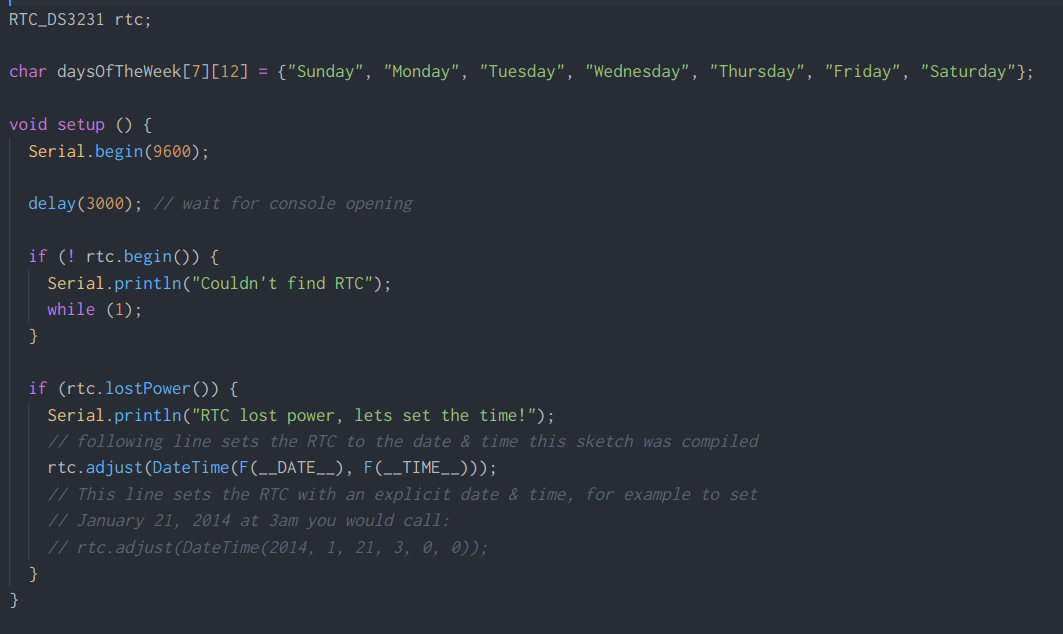 RTC_DS3231 rtc;
char daysOfTheWeek[7][12] = {"Sunday", "Monday", "Tuesday", "Wednesday", "Thursday", "Friday", "Saturday"};
void setup () {
Serial.begin(9600);
delay(3000); // wait for console opening
if (! rtc.begin()) {
Serial.println("Couldn't find RTC");
while (1);
}
if (rtc.lostPower()) {
Serial.println("RTC lost power, lets set the time!");
// following line sets the RTC to the date & time this sketch was compiled
rtc.adjust(DateTime(F(__DATE__), F(__TIME__)));
// This line sets the RTC with an explicit date & time, for example to set
// January 21, 2014 at 3am you would call:
// rtc.adjust(DateTime(2014, 1, 21, 3, 0, 0));
}
}